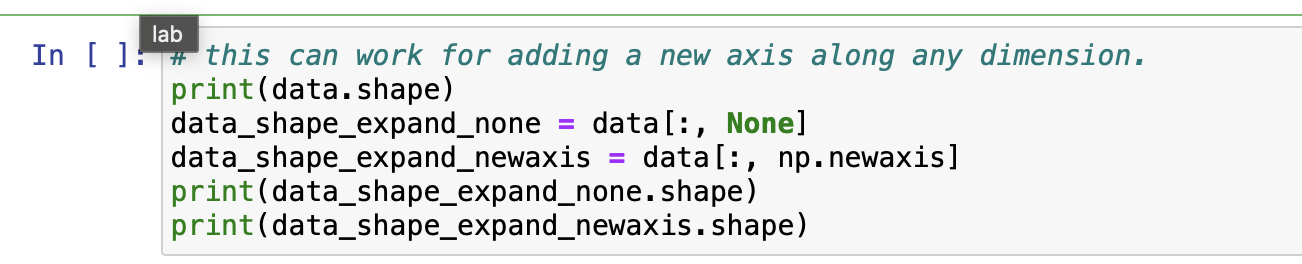 lab
In [ ]: # this can work for adding a new axis along any dimension.
print(data.shape)
data_shape_expand_none = data[:, None]
data_shape_expand_newaxis = data[:, np.newaxis]
print(data_shape_expand_none.shape)
print(data_shape_expand_newaxis.shape)